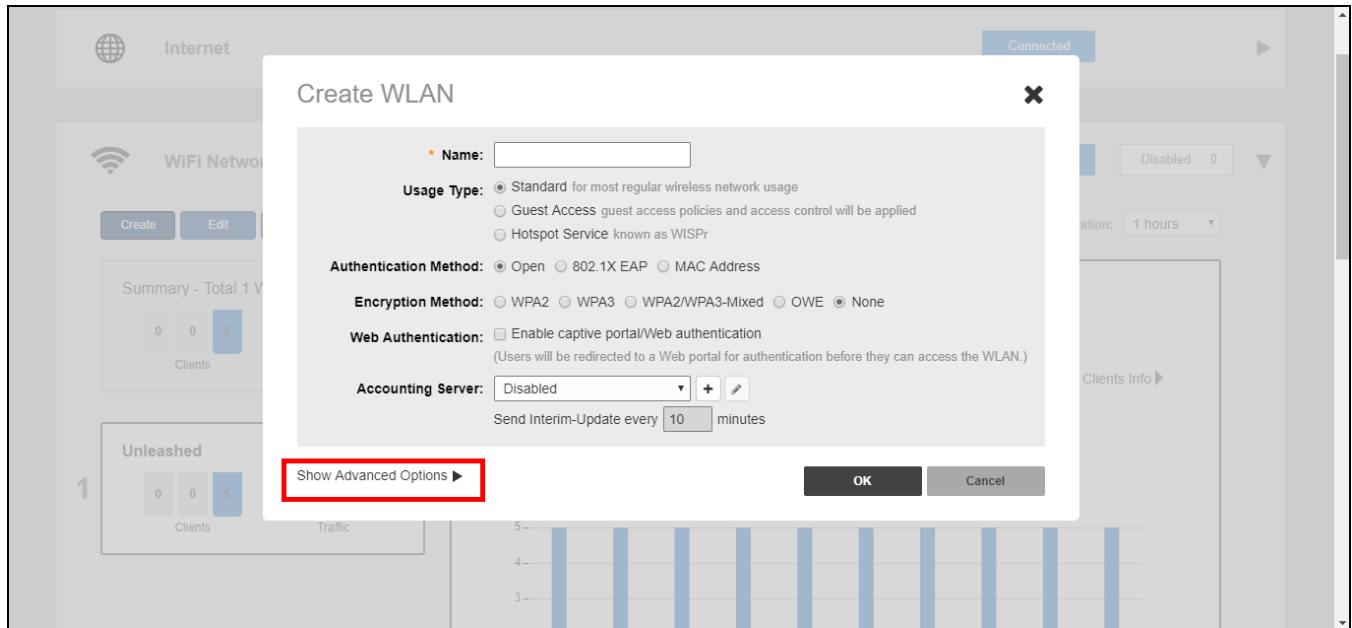 Internet Connected
Create WLAN
WiFi Networ Disabled 0
* Name:
Usage Type: Standard for most regular wireless network usage
Guest Access guest access policies and access control will be applied
Hotspot Service known as WISPr
Create Edit ation: 1 hours
Authentication Method: Open 802.1X EAP MAC Address
Summary - Total 1 W
Encryption Method: WPA2 WPA3 WPA2/WPA3-Mixed OWE None
0 0 5
Clients
Web Authentication: Enable captive portal/Web authentication
(Users will be redirected to a Web portal for authentication before they can access the WLAN.)
Clients Info
Accounting Server: Disabled +
Send Interim-Update every 10 minutes
Unleashed
Show Advanced Options OK Cancel
1 0 0 5
Clients Traffic
5
4
3